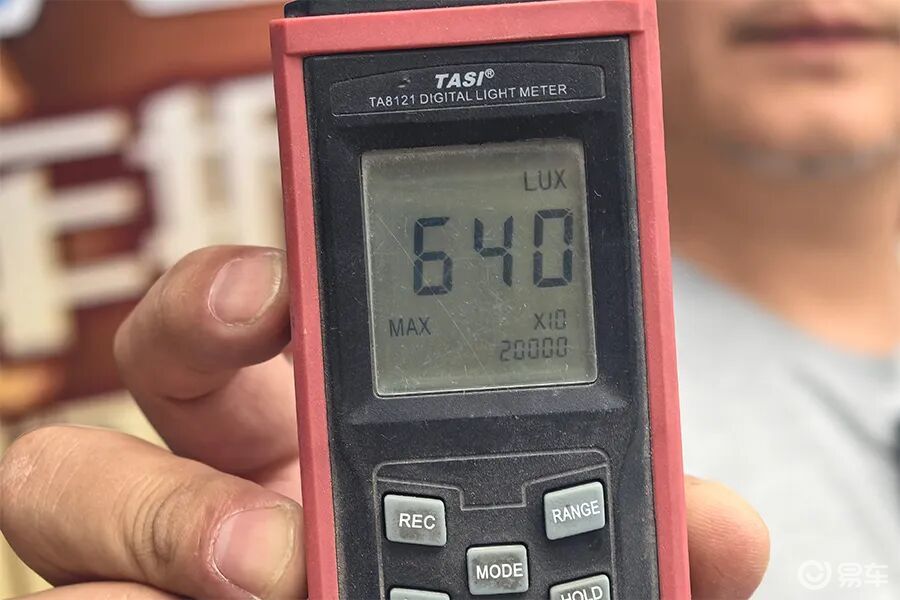 TASI®
TA8121 DIGITAL LIGHT METER
LUX
640
MAX X10
20000
REC
RANGE
MODE
HOLD
易车